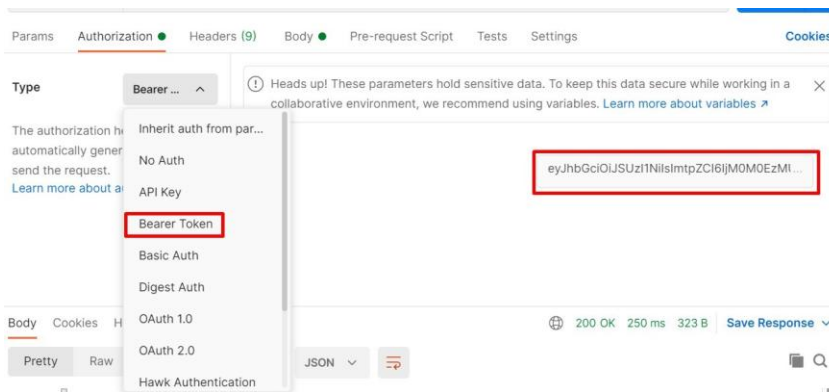 Params Authorization Headers (9) Body Pre-request Script Tests Settings Cookies
Type Bearer ...
Heads up! These parameters hold sensitive data. To keep this data secure while working in a
collaborative environment, we recommend using variables. Learn more about variables ↗
The authorization
automatically
send the request.
Learn more about
Inherit auth from par...
No Auth
API Key
Bearer Token
Basic Auth
Digest Auth
OAuth 1.0
OAuth 2.0
Hawk Authentication
Body Cookies 200 OK 250 ms 323 B Save Response
Pretty Raw JSON